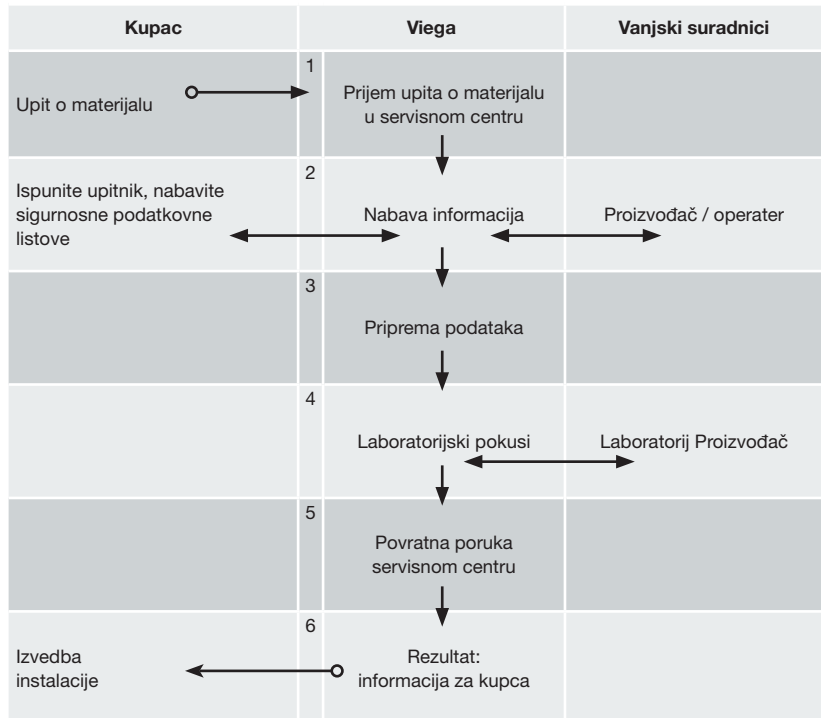 Kupac
Viega
Vanjski suradnici
1
Upit o materijalu
Prijem upita o materijalu
u servisnom centru
2
Ispunite upitnik, nabavite
sigurnosne podatkovne
listove
Nabava informacija
Proizvođač / operater
3
Priprema podataka
4
Laboratorijski pokusi
Laboratorij Proizvođač
5
Povratna poruka
servisnom centru
6
Izvedba
instalacije
Rezultat:
informacija za kupca